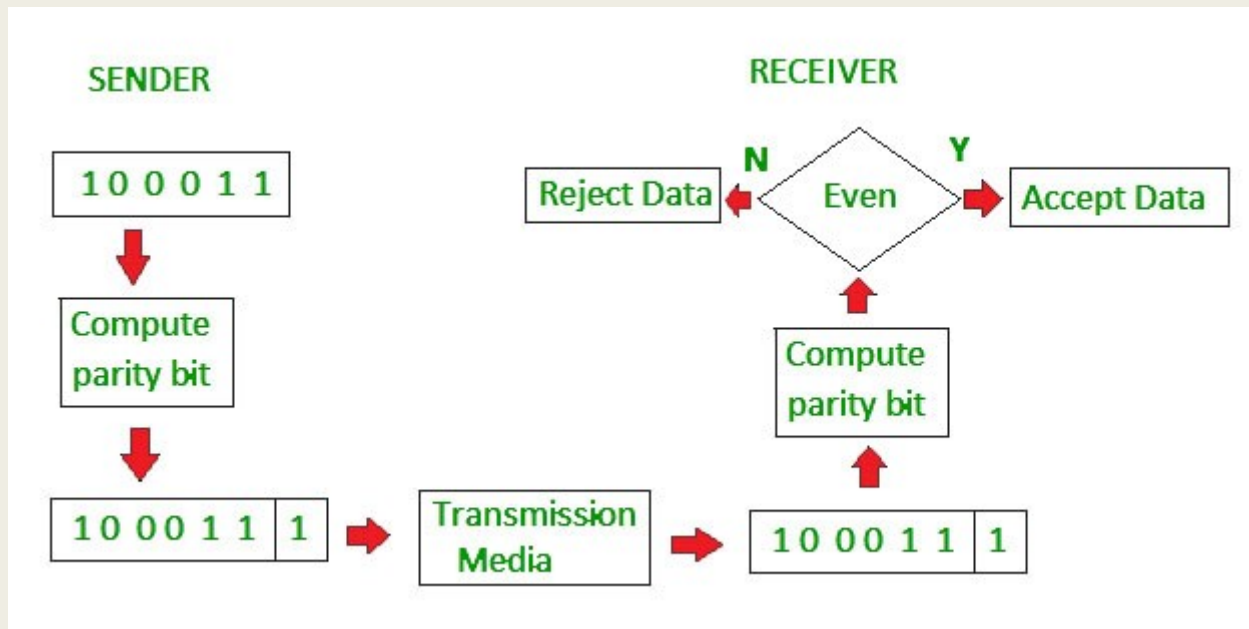 SENDER
1 0 0 0 1 1
Compute
parity bit
1 0 0 0 1 1 1
Transmission
Media
RECEIVER
N
Y
Reject Data
Even
Accept Data
Compute
parity bit
1 0 0 0 1 1 1